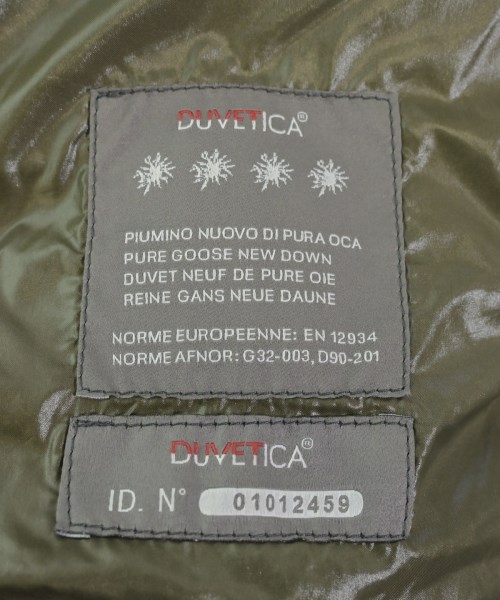 DUVETICA®
PIUMINO NUOVO DI PURA OCA
PURE GOOSE NEW DOWN
DUVET NEUF DE PURE OIE
REINE GANS NEUE DAUNE
NORME EUROPEENNE: EN 12934
NORME AFNOR: G32-003, D90-201
DUVETICA®
ID. N° 01012459